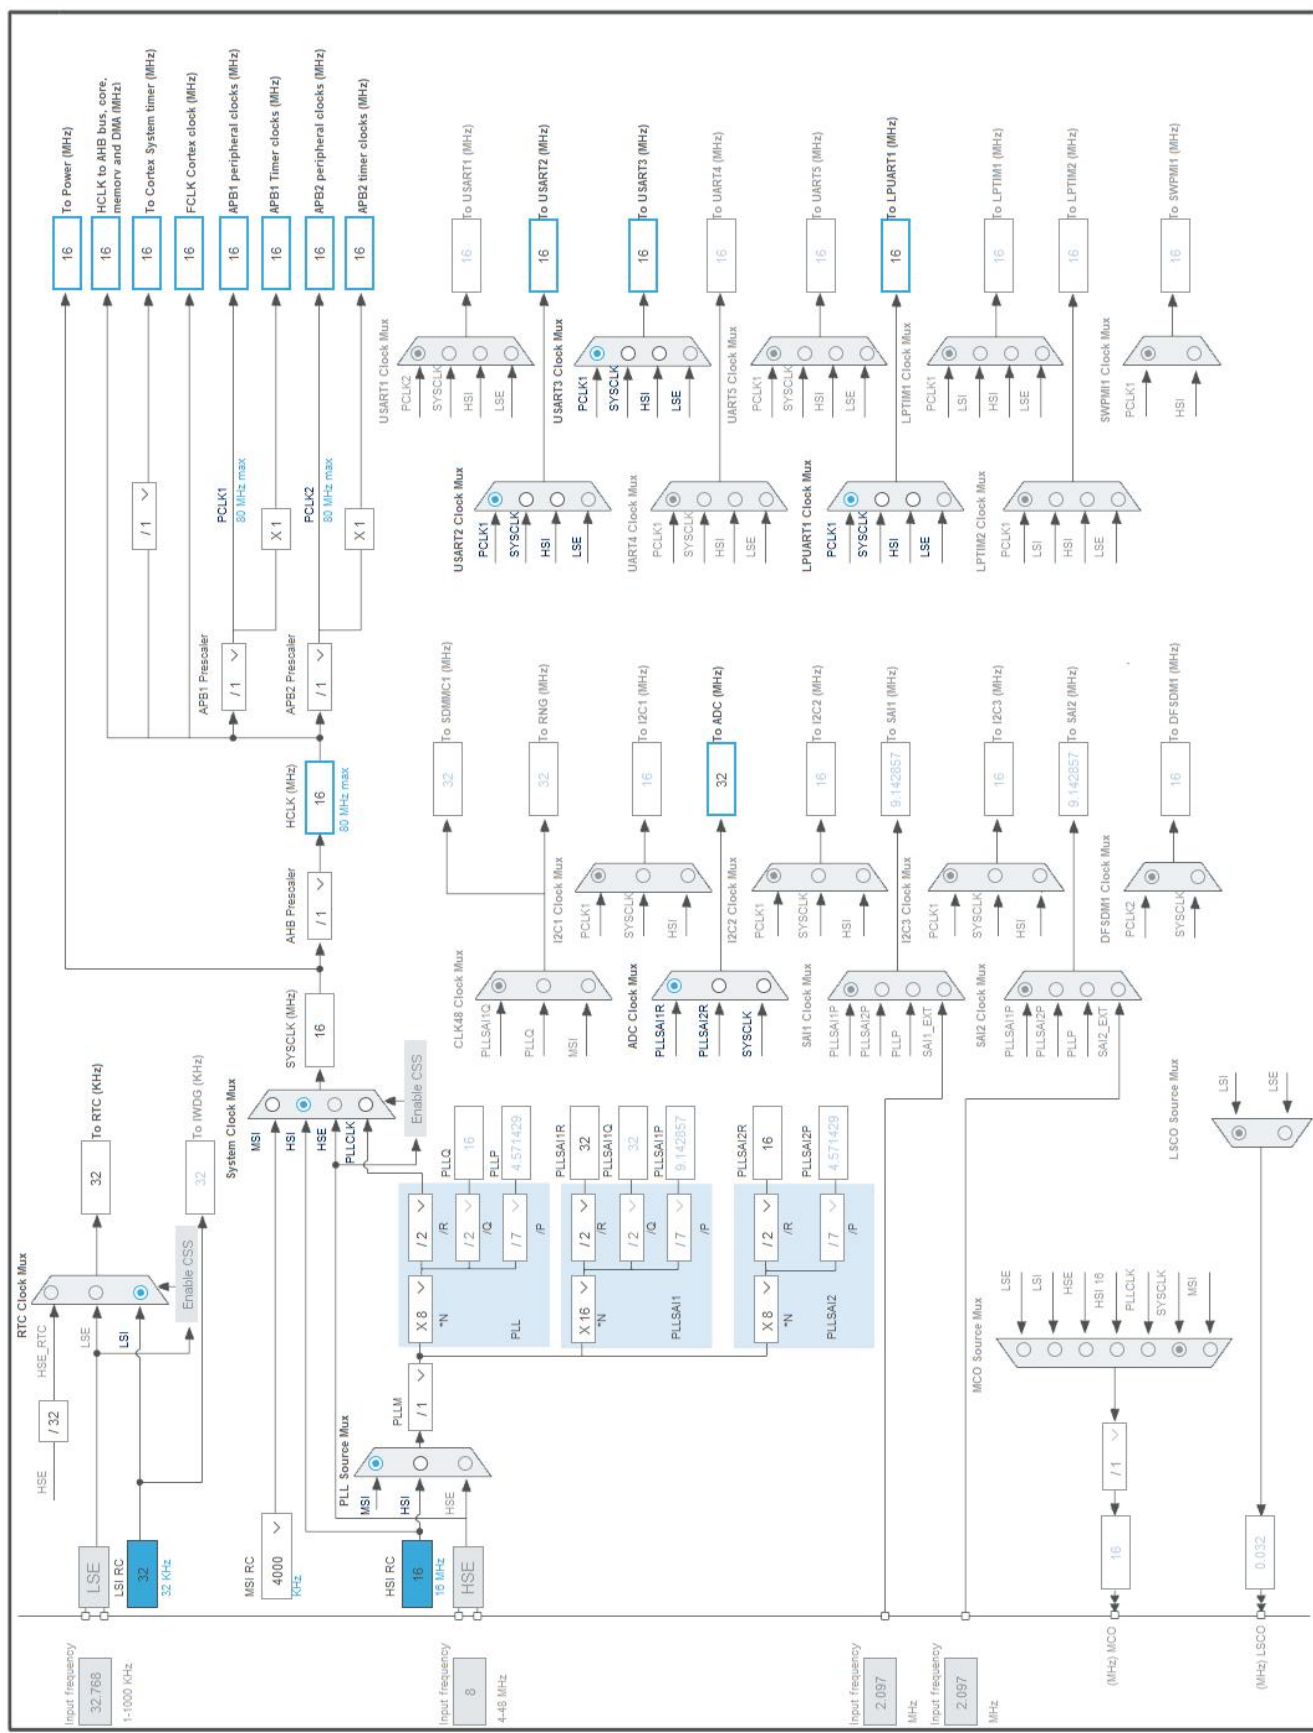 Input frequency
32.768
1-1000 KHz
LSE
LSI RC
32
32 KHz
HSE
/ 32
HSE_RTC
LSE
LSI
RTC Clock Mux
Enable CSS
32
To RTC (KHz)
32
To IWDG (KHz)
MSI RC
4000
KHz
HSI RC
16
16 MHz
Input frequency
8
4-48 MHz
HSE
PLL Source Mux
MSI
HSI
HSE
PLLM
/ 1
X 8
*N
PLL
/ 2
/R
/ 2
/Q
/ 7
/P
PLLQ
16
PLLP
4.571429
X 16
*N
PLLSAI1
/ 2
/R
/ 2
/Q
/ 7
/P
PLLSAI1R
32
PLLSAI1Q
32
PLLSAI1P
9.142857
X 8
*N
PLLSAI2
/ 2
/R
/ 7
/P
PLLSAI2R
16
PLLSAI2P
4.571429
System Clock Mux
MSI
HSI
HSE
PLLCLK
Enable CSS
SYSCLK (MHz)
16
AHB Prescaler
/ 1
HCLK (MHz)
16
80 MHz max
APB1 Prescaler
/ 1
APB2 Prescaler
/ 1
/ 1
PCLK1
80 MHz max
X 1
PCLK2
80 MHz max
X 1
16
To Power (MHz)
16
HCLK to AHB bus, core,
memory and DMA (MHz)
16
To Cortex System timer (MHz)
16
FCLK Cortex clock (MHz)
16
APB1 peripheral clocks (MHz)
16
APB1 Timer clocks (MHz)
16
APB2 peripheral clocks (MHz)
16
APB2 timer clocks (MHz)
CLK48 Clock Mux
PLLSAI1Q
PLLQ
MSI
32
To SDMMC1 (MHz)
32
To RNG (MHz)
I2C1 Clock Mux
PCLK1
SYSCLK
HSI
16
To I2C1 (MHz)
ADC Clock Mux
PLLSAI1R
PLLSAI2R
SYSCLK
32
To ADC (MHz)
I2C2 Clock Mux
PCLK1
SYSCLK
HSI
16
To I2C2 (MHz)
SAI1 Clock Mux
PLLSAI1P
PLLSAI2P
PLLP
SAI1_EXT
9.142857
To SAI1 (MHz)
I2C3 Clock Mux
PCLK1
SYSCLK
HSI
16
To I2C3 (MHz)
SAI2 Clock Mux
PLLSAI1P
PLLSAI2P
PLLP
SAI2_EXT
9.142857
To SAI2 (MHz)
DFSDM1 Clock Mux
PCLK2
SYSCLK
16
To DFSDM1 (MHz)
USART1 Clock Mux
PCLK2
SYSCLK
HSI
LSE
16
To USART1 (MHz)
USART2 Clock Mux
PCLK1
SYSCLK
HSI
LSE
16
To USART2 (MHz)
USART3 Clock Mux
PCLK1
SYSCLK
HSI
LSE
16
To USART3 (MHz)
UART4 Clock Mux
PCLK1
SYSCLK
HSI
LSE
16
To UART4 (MHz)
UART5 Clock Mux
PCLK1
SYSCLK
HSI
LSE
16
To UART5 (MHz)
LPUART1 Clock Mux
PCLK1
SYSCLK
HSI
LSE
16
To LPUART1 (MHz)
LPTIM1 Clock Mux
PCLK1
LSI
HSI
LSE
16
To LPTIM1 (MHz)
LPTIM2 Clock Mux
PCLK1
LSI
HSI
LSE
16
To LPTIM2 (MHz)
SWPMI1 Clock Mux
PCLK1
HSI
16
To SWPMI1 (MHz)
Input frequency
2.097
MHz
Input frequency
2.097
MHz
MCO Source Mux
LSE
LSI
HSE
HSI 16
PLLCLK
SYSCLK
MSI
/ 1
16
(MHz) MCO
LSCO Source Mux
LSI
LSE
0.032
(MHz) LSCO